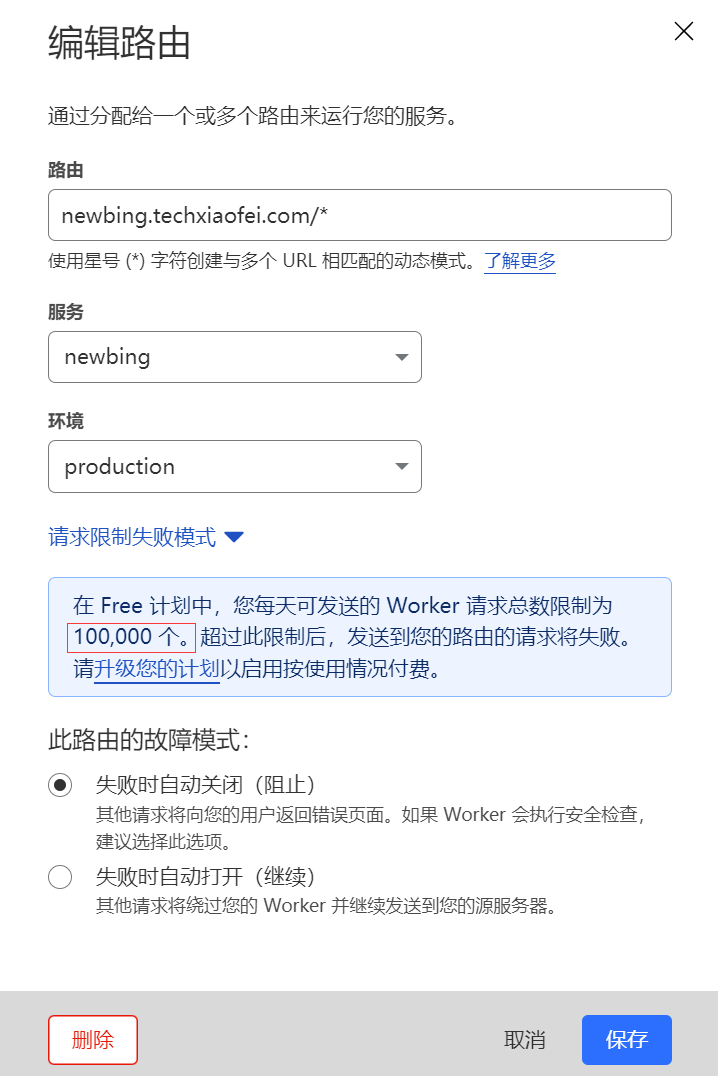 编辑路由
通过分配给一个或多个路由来运行您的服务。
路由
newbing.techxiaofei.com/*
使用星号 (*) 字符创建与多个 URL 相匹配的动态模式。了解更多
服务
newbing
环境
production
请求限制失败模式
在 Free 计划中，您每天可发送的 Worker 请求总数限制为
100,000 个。超过此限制后，发送到您的路由的请求将失败。
请升级您的计划以启用按使用情况付费。
此路由的故障模式：
失败时自动关闭（阻止）
其他请求将向您的用户返回错误页面。如果 Worker 会执行安全检查，
建议选择此选项。
失败时自动打开（继续）
其他请求将绕过您的 Worker 并继续发送到您的源服务器。
删除 取消 保存